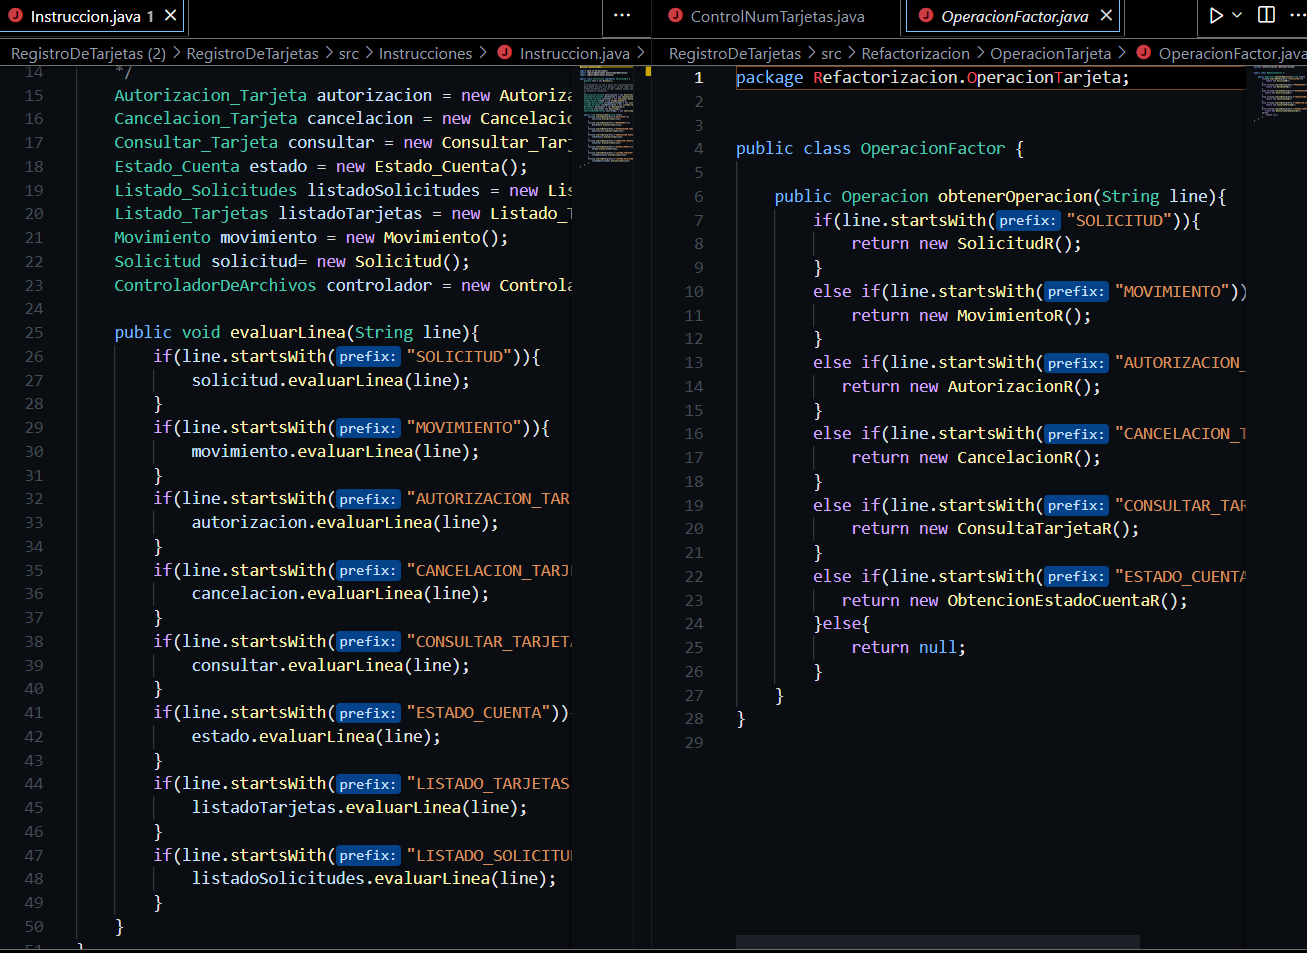 Instruccion.java 1
RegistroDeTarjetas (2) > RegistroDeTarjetas > src > Instrucciones > Instruccion.java >
14 */
15 Autorizacion_Tarjeta autorizacion = new Autoriza
16 Cancelacion_Tarjeta cancelacion = new Cancelacio
17 Consultar_Tarjeta consultar = new Consultar_Tarj
18 Estado_Cuenta estado = new Estado_Cuenta();
19 Listado_Solicitudes listadoSolicitudes = new Lis
20 Listado_Tarjetas listadoTarjetas = new Listado_T
21 Movimiento movimiento = new Movimiento();
22 Solicitud solicitud= new Solicitud();
23 ControladorDeArchivos controlador = new Controla
24
25 public void evaluarLinea(String line){
26 if(line.startsWith(prefix: "SOLICITUD")){
27 solicitud.evaluarLinea(line);
28 }
29 if(line.startsWith(prefix: "MOVIMIENTO")){
30 movimiento.evaluarLinea(line);
31 }
32 if(line.startsWith(prefix: "AUTORIZACION_TAR
33 autorizacion.evaluarLinea(line);
34 }
35 if(line.startsWith(prefix: "CANCELACION_TARJ
36 cancelacion.evaluarLinea(line);
37 }
38 if(line.startsWith(prefix: "CONSULTAR_TARJETA
39 consultar.evaluarLinea(line);
40 }
41 if(line.startsWith(prefix: "ESTADO_CUENTA"))
42 estado.evaluarLinea(line);
43 }
44 if(line.startsWith(prefix: "LISTADO_TARJETAS
45 listadoTarjetas.evaluarLinea(line);
46 }
47 if(line.startsWith(prefix: "LISTADO_SOLICITU
48 listadoSolicitudes.evaluarLinea(line);
49 }
50 }
51 }
ControlNumTarjetas.java
OperacionFactor.java
RegistroDeTarjetas > src > Refactorizacion > OperacionTarjeta > OperacionFactor.java
1 package Refactorizacion.OperacionTarjeta;
2
3
4 public class OperacionFactor {
5
6 public Operacion obtenerOperacion(String line){
7 if(line.startsWith(prefix: "SOLICITUD")){
8 return new SolicitudR();
9 }
10 else if(line.startsWith(prefix: "MOVIMIENTO"))
11 return new MovimientoR();
12 }
13 else if(line.startsWith(prefix: "AUTORIZACION_
14 return new AutorizacionR();
15 }
16 else if(line.startsWith(prefix: "CANCELACION_T
17 return new CancelacionR();
18 }
19 else if(line.startsWith(prefix: "CONSULTAR_TAR
20 return new ConsultaTarjetaR();
21 }
22 else if(line.startsWith(prefix: "ESTADO_CUENTA
23 return new ObtencionEstadoCuentaR();
24 }else{
25 return null;
26 }
27 }
28 }
29